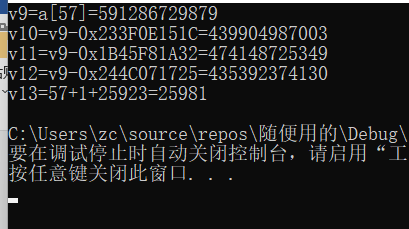 v9=a[57]=591286729879
v10=v9-0x233F0E151C=439904987003
v11=v9-0x1B45F81A32=474148725349
v12=v9-0x244C071725=435392374130
v13=57+1+25923=25981
C:\Users\zc\source\repos\随便用的\Debug\
要在调试停止时自动关闭控制台，请启用“工
按任意键关闭此窗口. . .